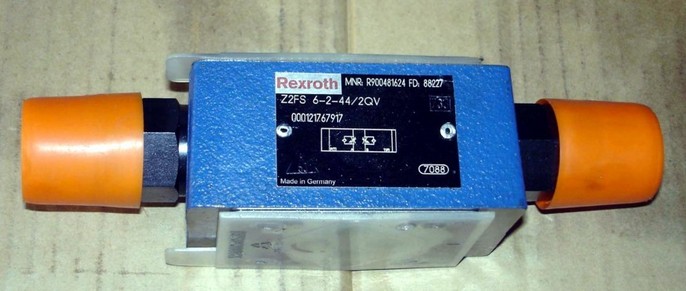 Rexroth MNR: R900481624 FD: 88227
Z2FS 6-2-44/2QV
000121767917
7088
Made in Germany